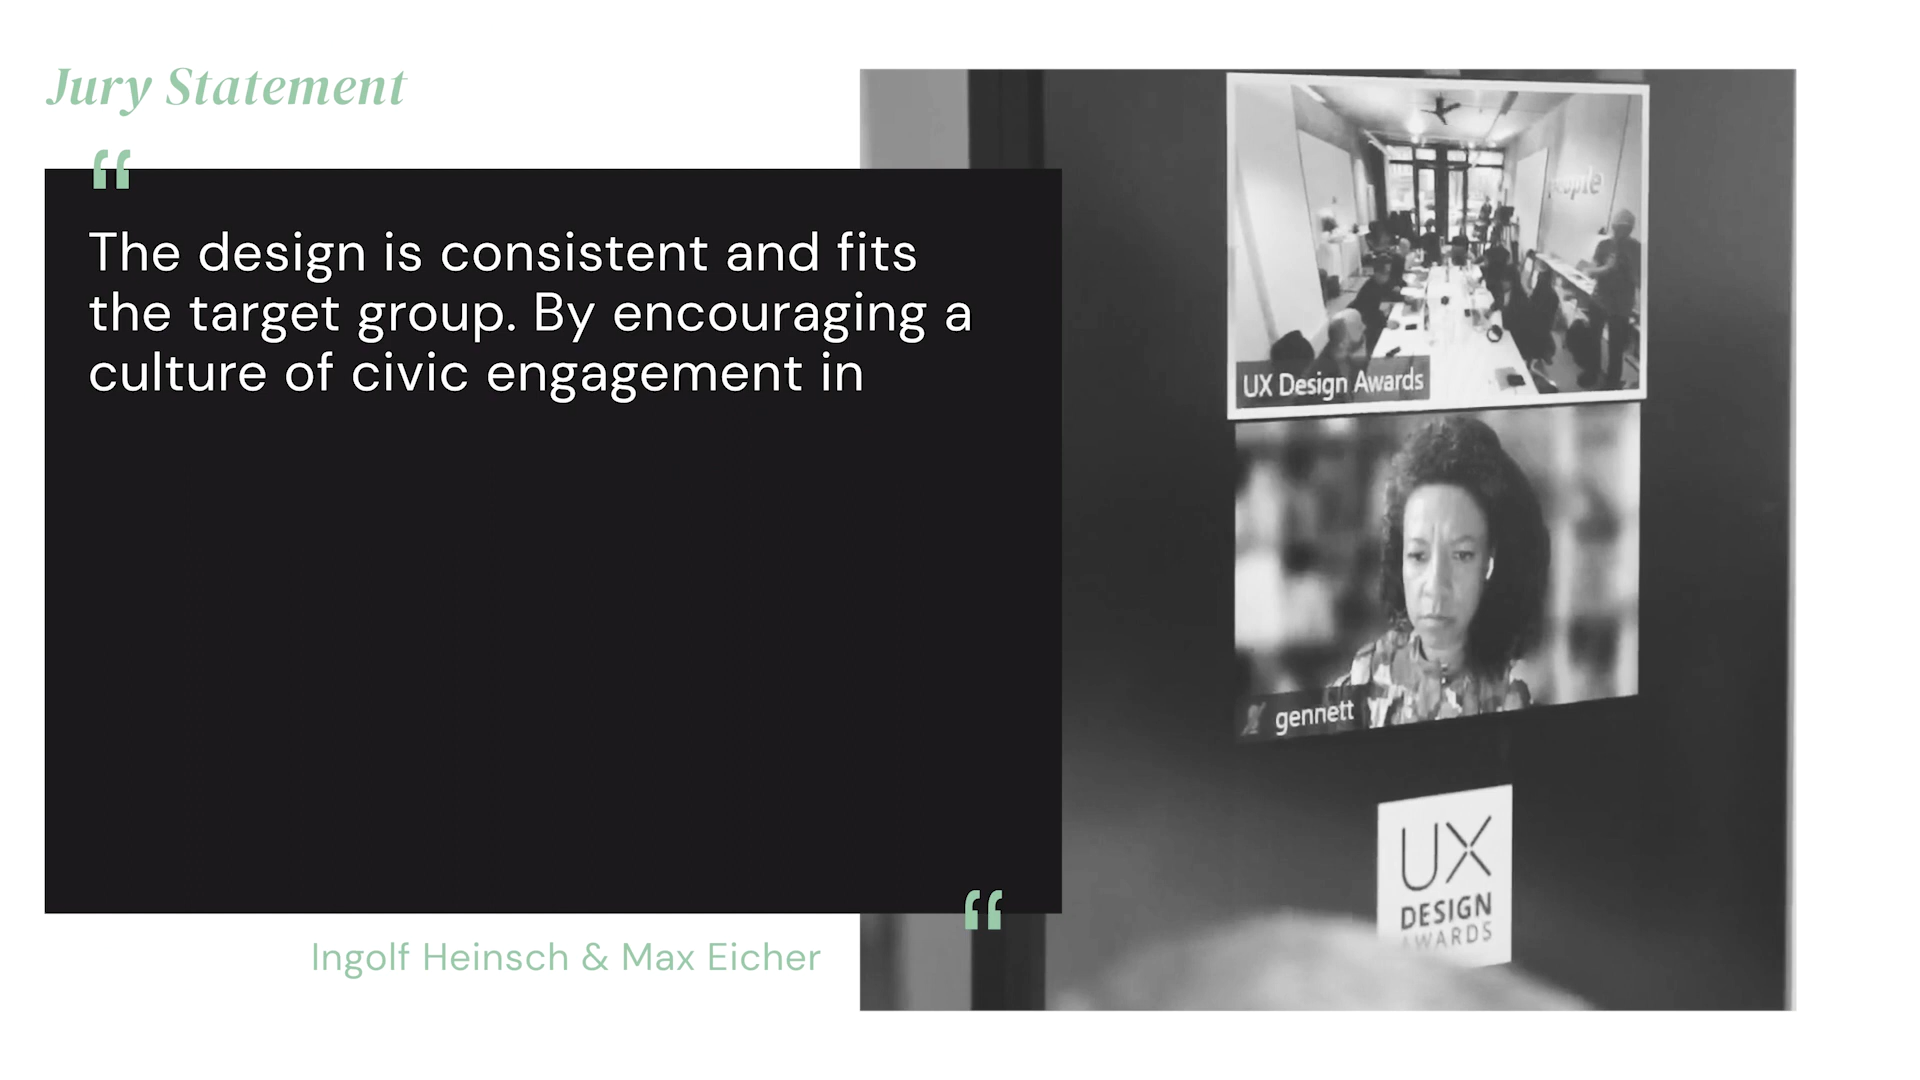 Jury Statement
“
The design is consistent and fits
the target group. By encouraging a
culture of civic engagement in
“
Ingolf Heinsch & Max Eicher
people
UX Design Awards
gennett
UX
DESIGN
AWARDS